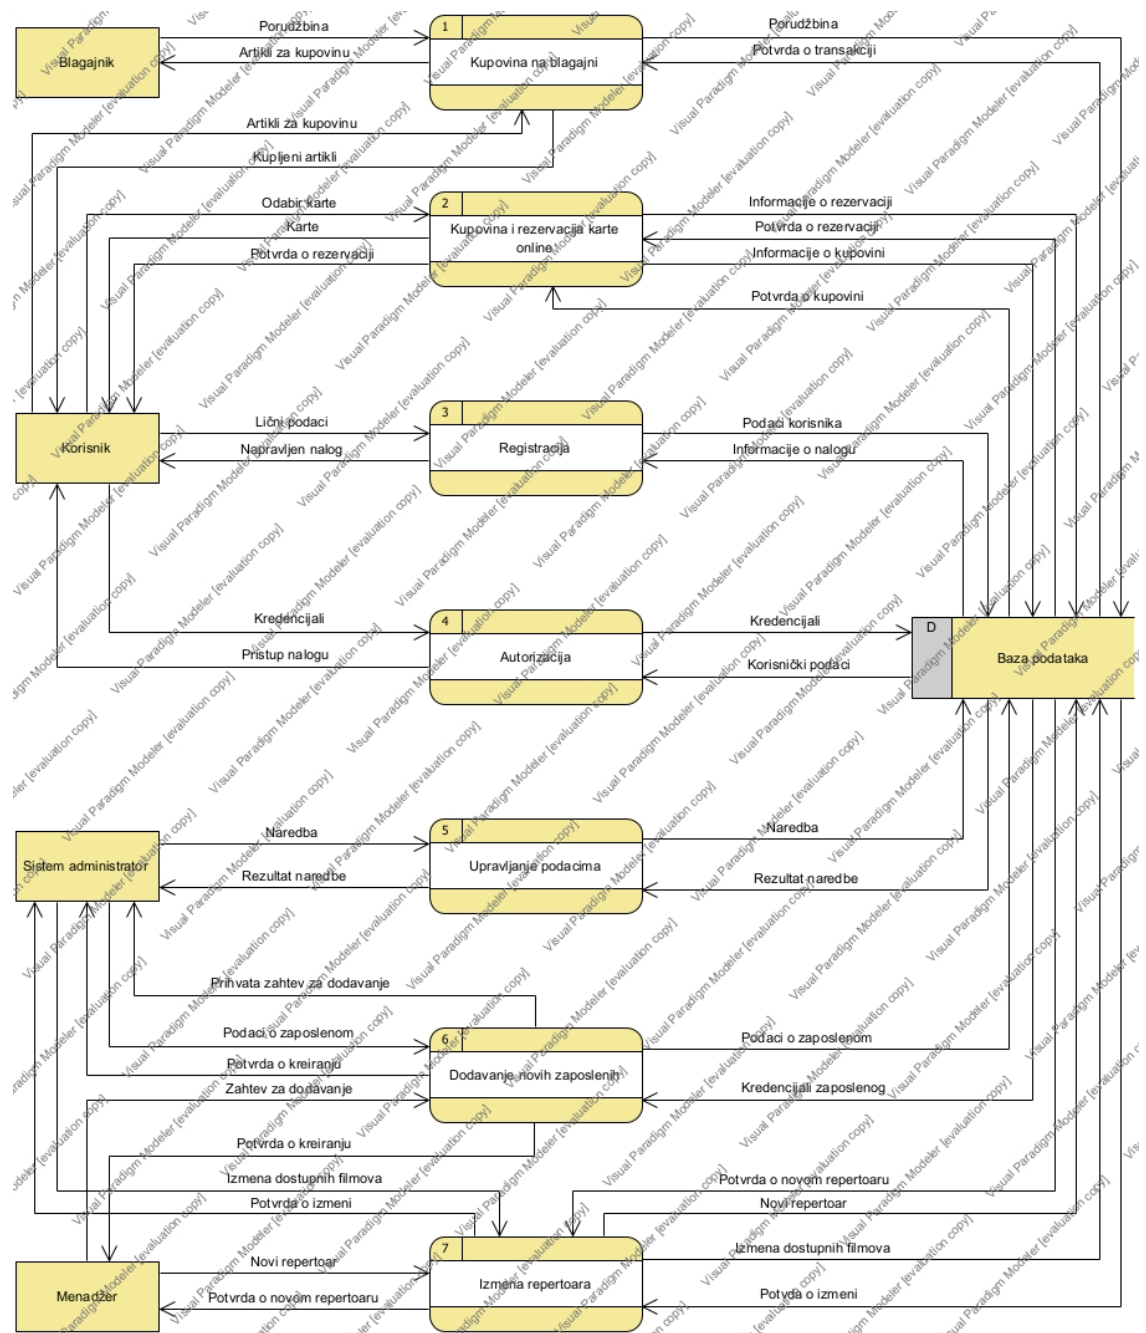 Porudžbina
1
Porudžbina
Blagajnik
Artikli za kupovinu
Kupovina na blagajni
Potvrda o transakciji
Artikli za kupovinu
Kupljeni artikli
Odabir karte
2
Informacije o rezervaciji
Karte
Kupovina i rezervacija karte
online
Potvrda o rezervaciji
Potvrda o rezervaciji
Informacije o kupovini
Potvrda o kupovini
3
Korisnik
Lični podaci
Registracija
Podaci korisnika
Napravljen nalog
Informacije o nalogu
Kredencijali
4
Kredencijali
Pristup nalogu
Autorizacija
Korisnički podaci
D
Baza podataka
Sistem administrator
Naredba
5
Naredba
Rezultat naredbe
Upravljanje podacima
Rezultat naredbe
Prihvata zahtev za dodavanje
Podaci o zaposlenom
6
Podaci o zaposlenom
Potvrda o kreiranju
Dodavanje novih zaposlenih
Zahtev za dodavanje
Kredencijali zaposlenog
Potvrda o kreiranju
Izmena dostupnih filmova
Potvrda o novom repertoaru
Potvrda o izmeni
Novi repertoar
7
Menadžer
Novi repertoar
Izmena repertoara
Izmena dostupnih filmova
Potvrda o novom repertoaru
Potvda o izmeni
Visual Paradigm Modeler [evaluation copy]